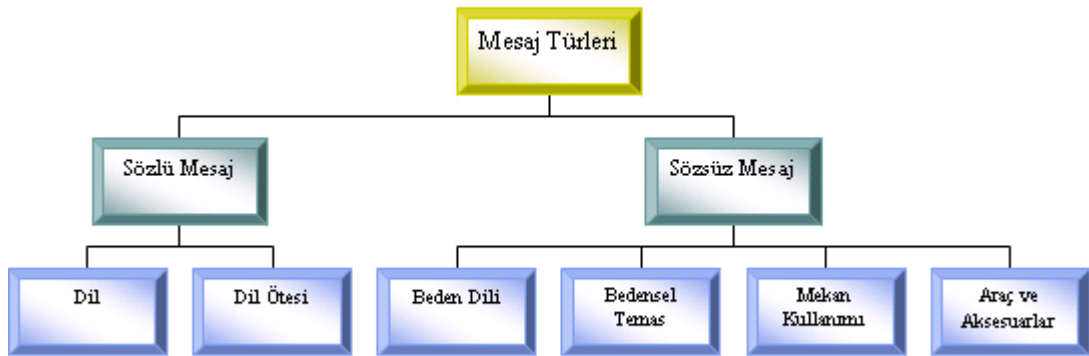 Mesaj Türleri
Sözlü Mesaj
Sözsüz Mesaj
Dil
Dil Ötesi
Beden Dili
Bedensel
Temas
Mekan
Kullanımı
Araç ve
Aksesuarlar